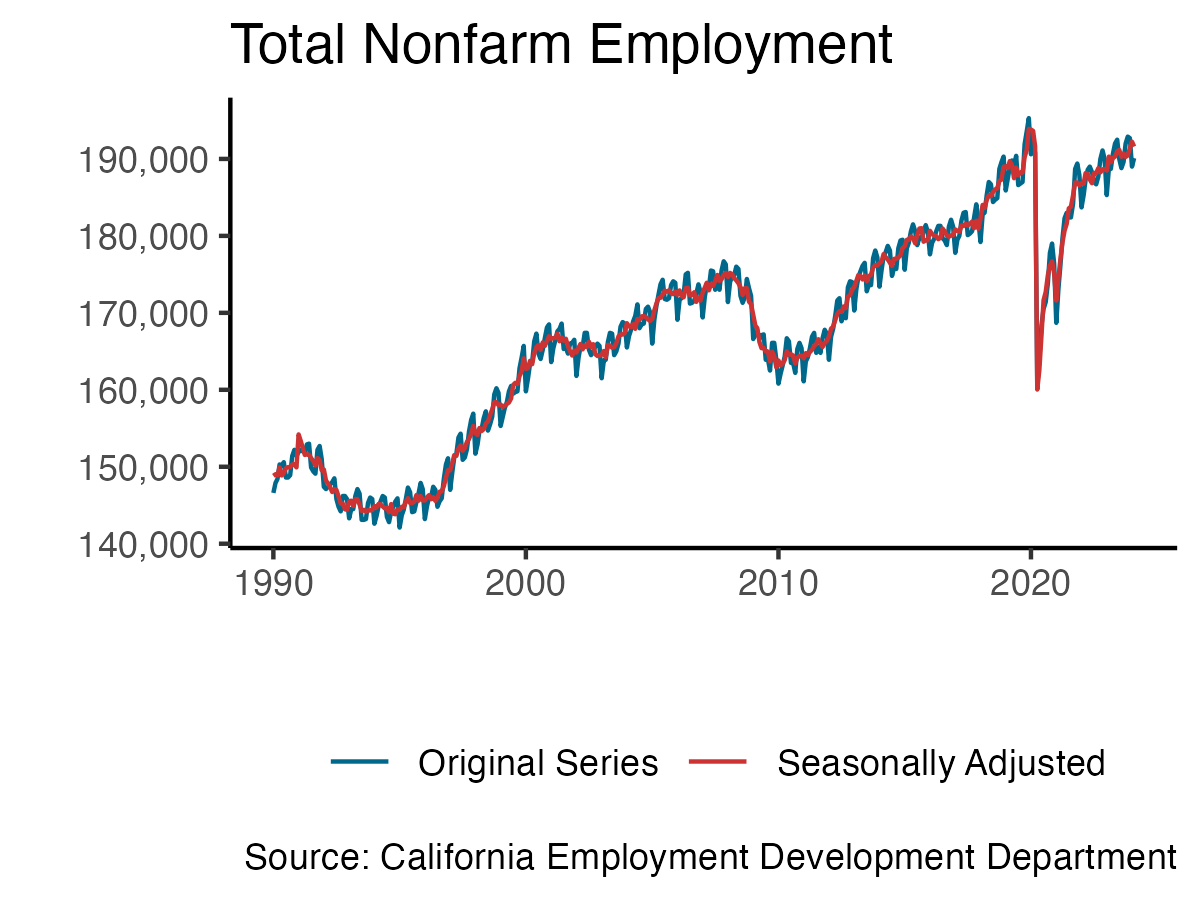 Total Nonfarm Employment
190,000
180,000
170,000
160,000
150,000
140,000
1990 2000 2010 2020
Original Series Seasonally Adjusted
Source: California Employment Development Department